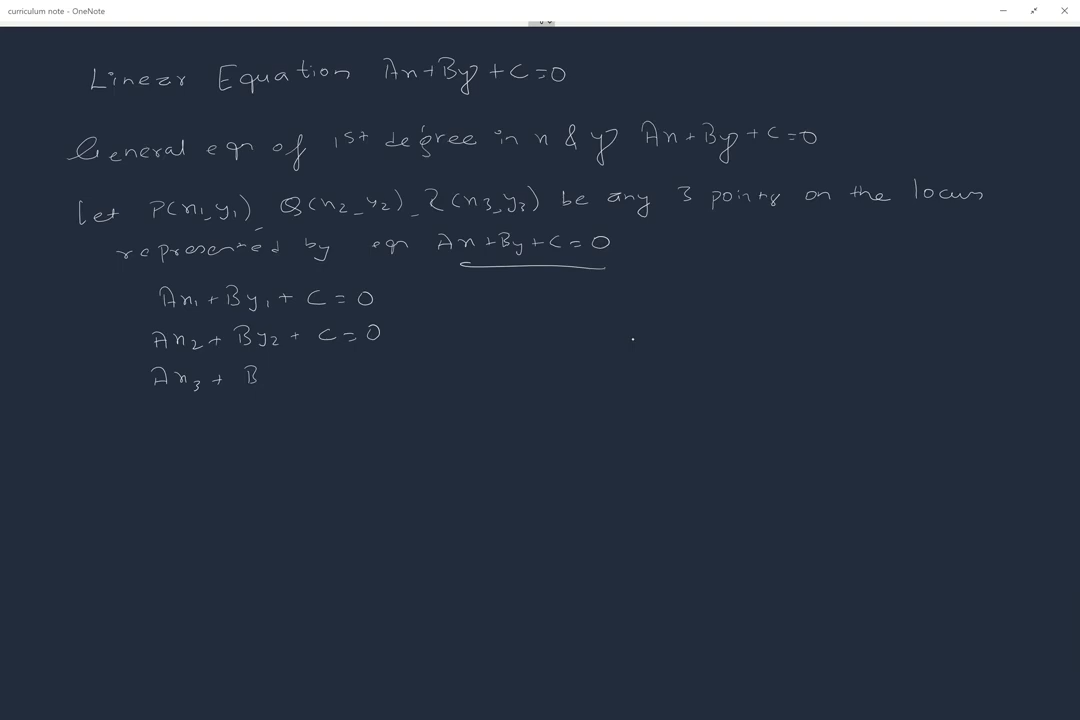 curriculum note - OneNote
Linear Equation Ax+By+C=0
General eqn of 1st degree in x & y Ax+By+C=0
Let P(x₁,y₁) Q(x₂,y₂), R(x₃,y₃) be any 3 points on the locus
represented by eqn Ax+By+C=0
Ax₁+By₁+C=0
Ax₂+By₂+C=0
Ax₃+B